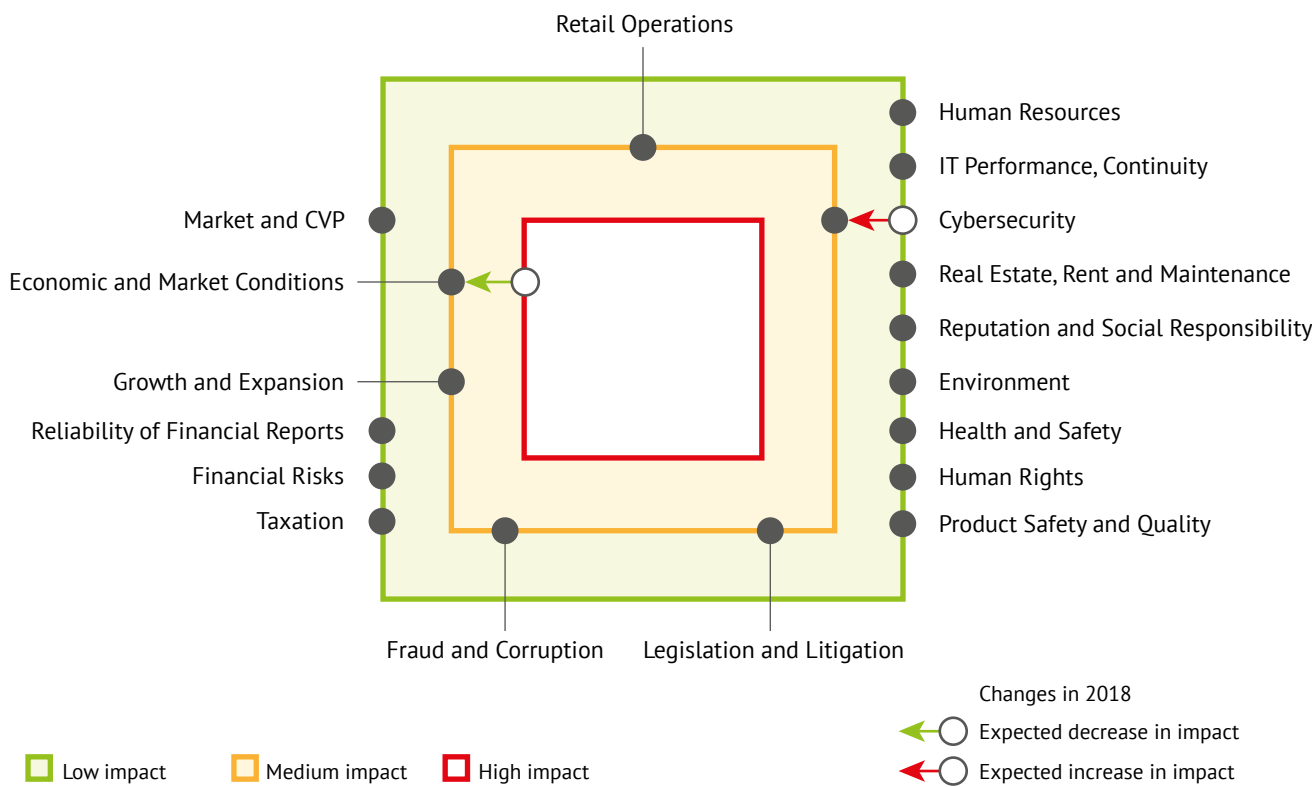 Retail Operations
Human Resources
IT Performance, Continuity
Market and CVP
Cybersecurity
Economic and Market Conditions
Real Estate, Rent and Maintenance
Reputation and Social Responsibility
Growth and Expansion
Environment
Reliability of Financial Reports
Health and Safety
Financial Risks
Human Rights
Taxation
Product Safety and Quality
Fraud and Corruption
Legislation and Litigation
Changes in 2018
Expected decrease in impact
Low impact
Medium impact
High impact
Expected increase in impact